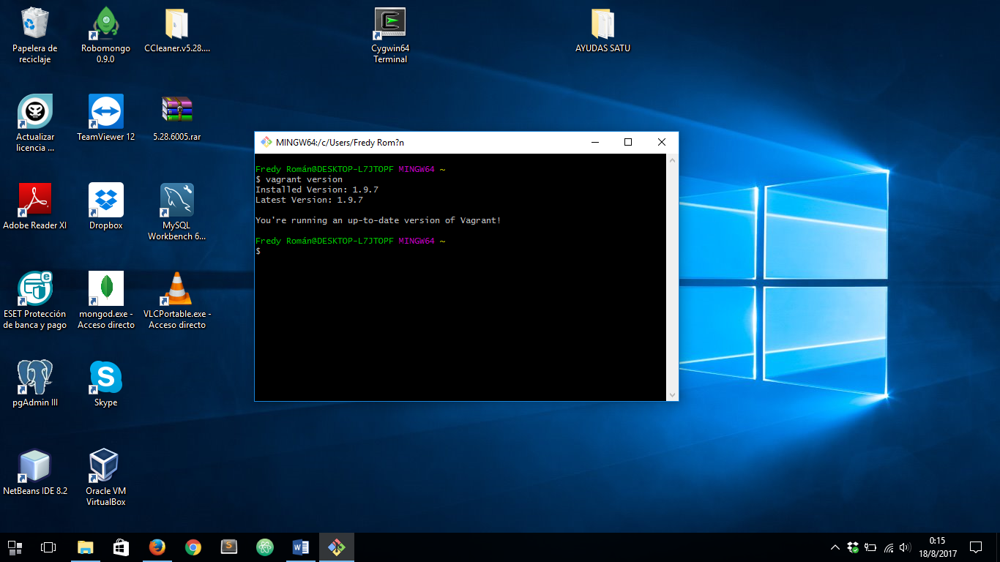 Papelera de
reciclaje
Robomongo
0.9.0
CCleaner.v5.28....
Cygwin64
Terminal
AYUDAS SATU
Actualizar
licencia ...
TeamViewer 12
5.28.6005.rar
Adobe Reader XI
Dropbox
MySQL
Workbench 6...
ESET Protección
de banca y pago
mongod.exe -
Acceso directo
VLCPortable.exe -
Acceso directo
pgAdmin III
Skype
NetBeans IDE 8.2
Oracle VM
VirtualBox
MINGW64:/c/Users/Fredy Rom?n
Fredy Román@DESKTOP-L7JTOPF MINGW64 ~
$ vagrant version
Installed Version: 1.9.7
Latest Version: 1.9.7
You're running an up-to-date version of Vagrant!
Fredy Román@DESKTOP-L7JTOPF MINGW64 ~
$
0:15
18/8/2017